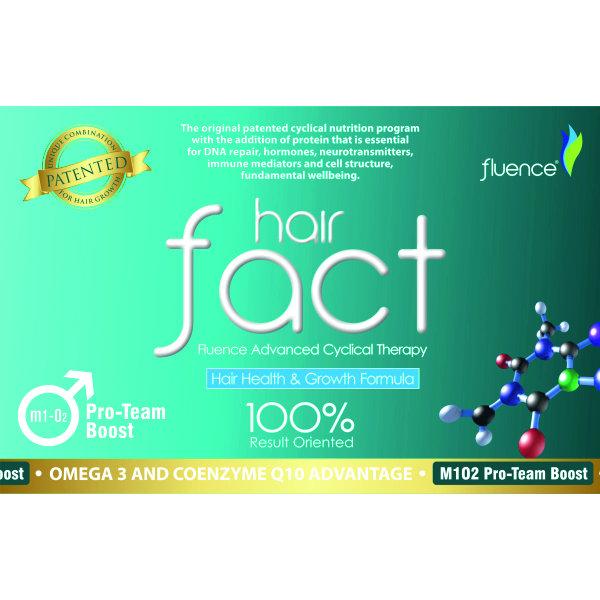 UNIQUE COMBINATION
PATENTED
FOR HAIR GROWTH
The original patented cyclical nutrition program
with the addition of protein that is essential
for DNA repair, hormones, neurotransmitters,
immune mediators and cell structure,
fundamental wellbeing.
fluence®
hair
fact
Fluence Advanced Cyclical Therapy
Hair Health & Growth Formula
100%
Result Oriented
m1-02
Pro-Team
Boost
oost • OMEGA 3 AND COENZYME Q10 ADVANTAGE • M102 Pro-Team Boost •